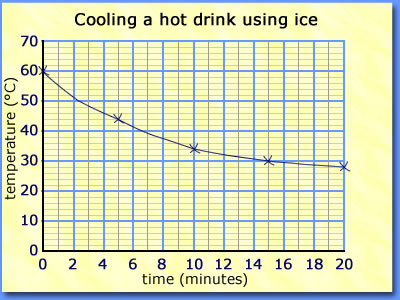 Cooling a hot drink using ice
temperature (°C)
70
60
50
40
30
20
10
0
0 2 4 6 8 10 12 14 16 18 20
time (minutes)